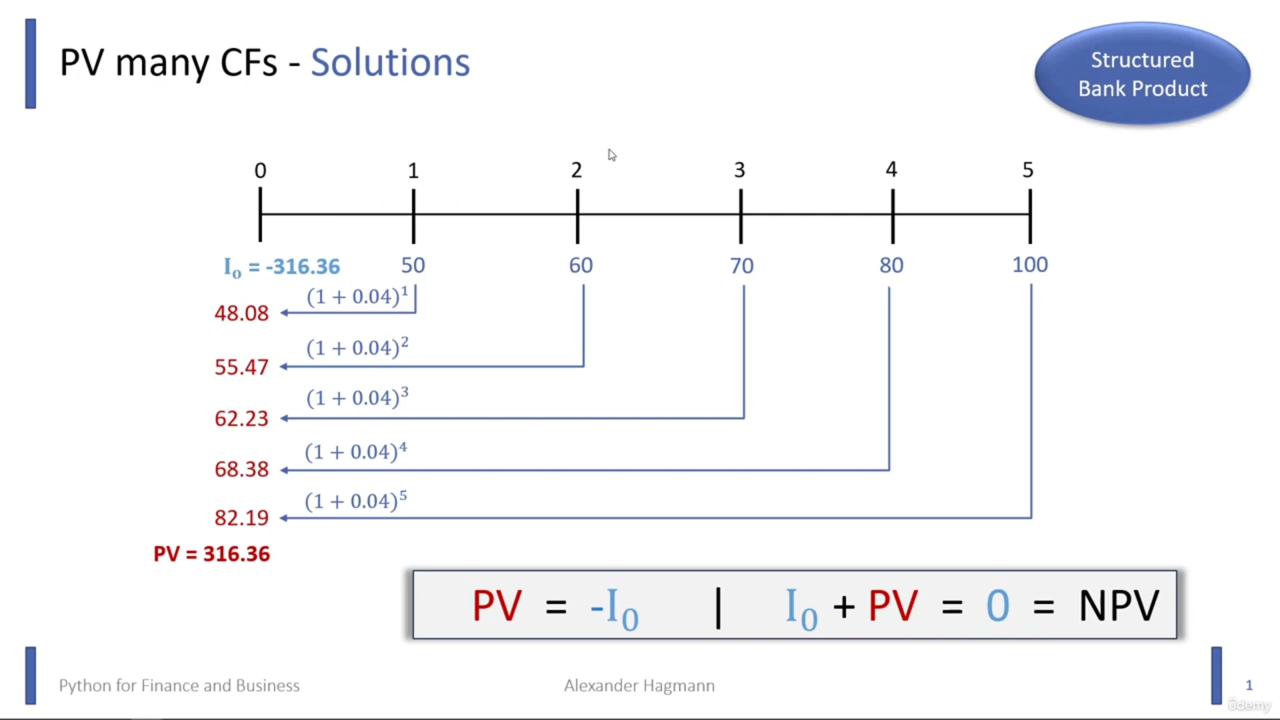 PV many CFs - Solutions
Structured
Bank Product
0 1 2 3 4 5
I₀ = -316.36 50 60 70 80 100
48.08 (1 + 0.04)¹
55.47 (1 + 0.04)²
62.23 (1 + 0.04)³
68.38 (1 + 0.04)⁴
82.19 (1 + 0.04)⁵
PV = 316.36
PV = -I₀ | I₀ + PV = 0 = NPV
Python for Finance and Business Alexander Hagmann 1
ûdemy